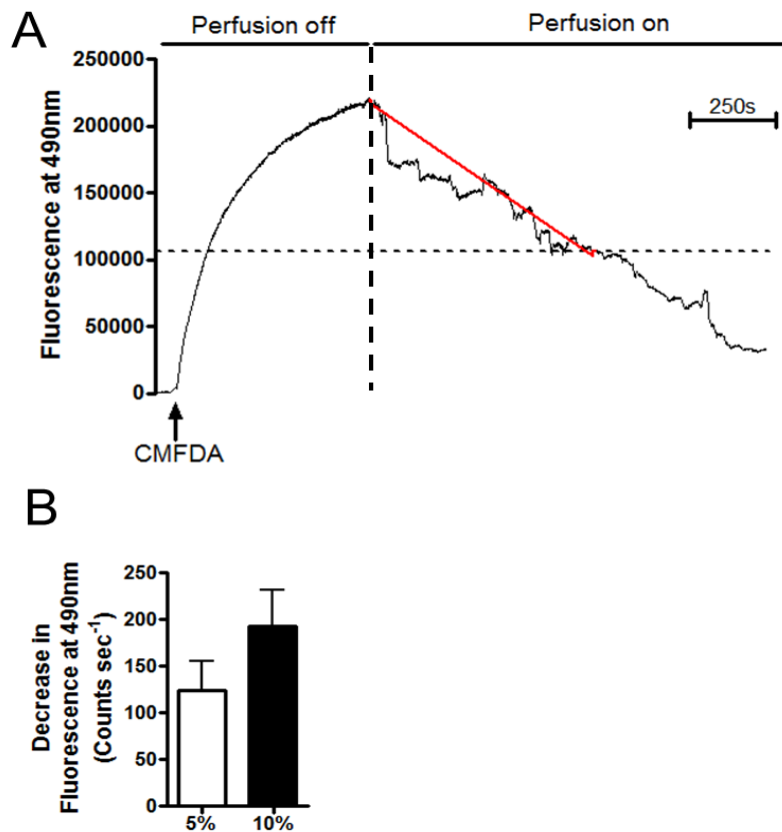 A
Perfusion off
Perfusion on
250s
Fluorescence at 490nm
250000
200000
150000
100000
50000
0
CMFDA
B
Decrease in
Fluorescence at 490nm
(Counts sec⁻¹)
250
200
150
100
50
0
5%
10%